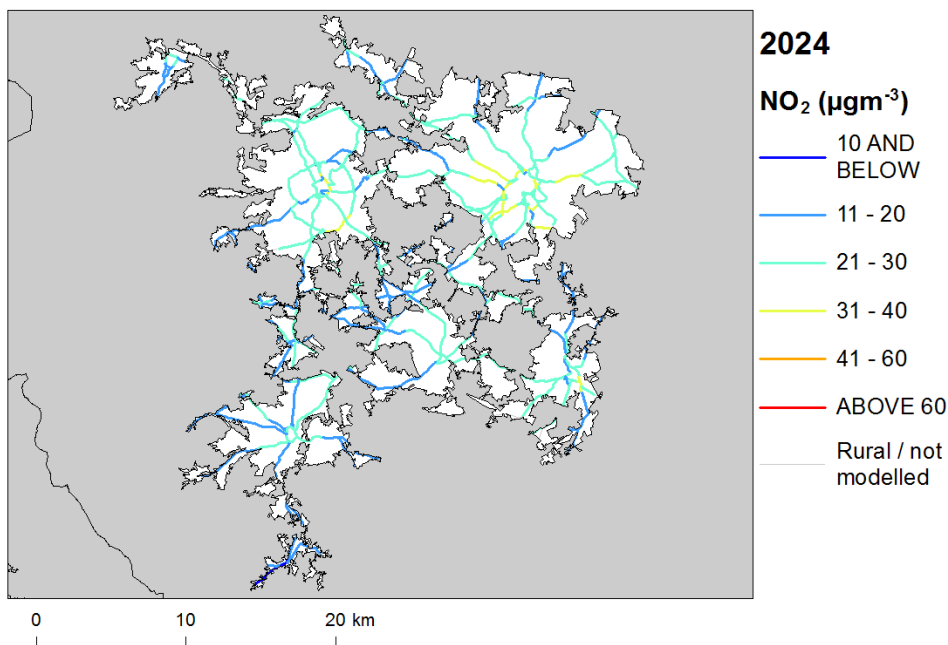 2024
NO₂ (µgm⁻³)
10 AND
BELOW
11 - 20
21 - 30
31 - 40
41 - 60
ABOVE 60
Rural / not
modelled
0 10 20 km